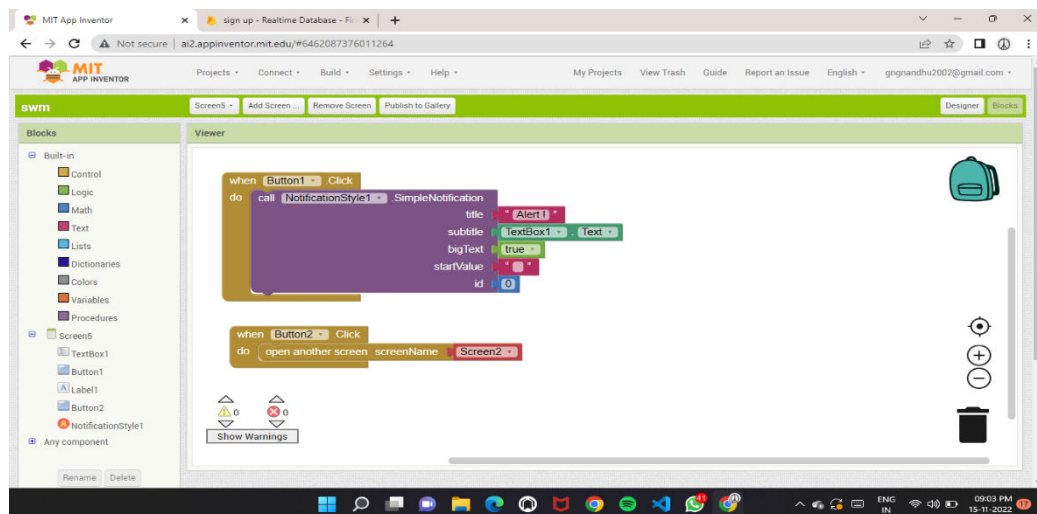 MIT App Inventor
sign up - Realtime Database - Fir
Not secure ai2.appinventor.mit.edu/#6462087376011264
MIT
APP INVENTOR
Projects Connect Build Settings Help My Projects View Trash Guide Report an Issue English gngnandhu2002@gmail.com
swm Screen5 Add Screen ... Remove Screen Publish to Gallery Designer Blocks
Blocks Viewer
Built-in
Control
Logic
Math
Text
Lists
Dictionaries
Colors
Variables
Procedures
Screen5
TextBox1
Button1
Label1
Button2
NotificationStyle1
Any component
Rename Delete
when Button1 .Click
do call NotificationStyle1 .SimpleNotification
title " Alert ! "
subtitle TextBox1 . Text
bigText true
startValue " "
id 0
when Button2 .Click
do open another screen screenName Screen2
0 0
Show Warnings
41
ENG
IN
09:03 PM
15-11-2022
17